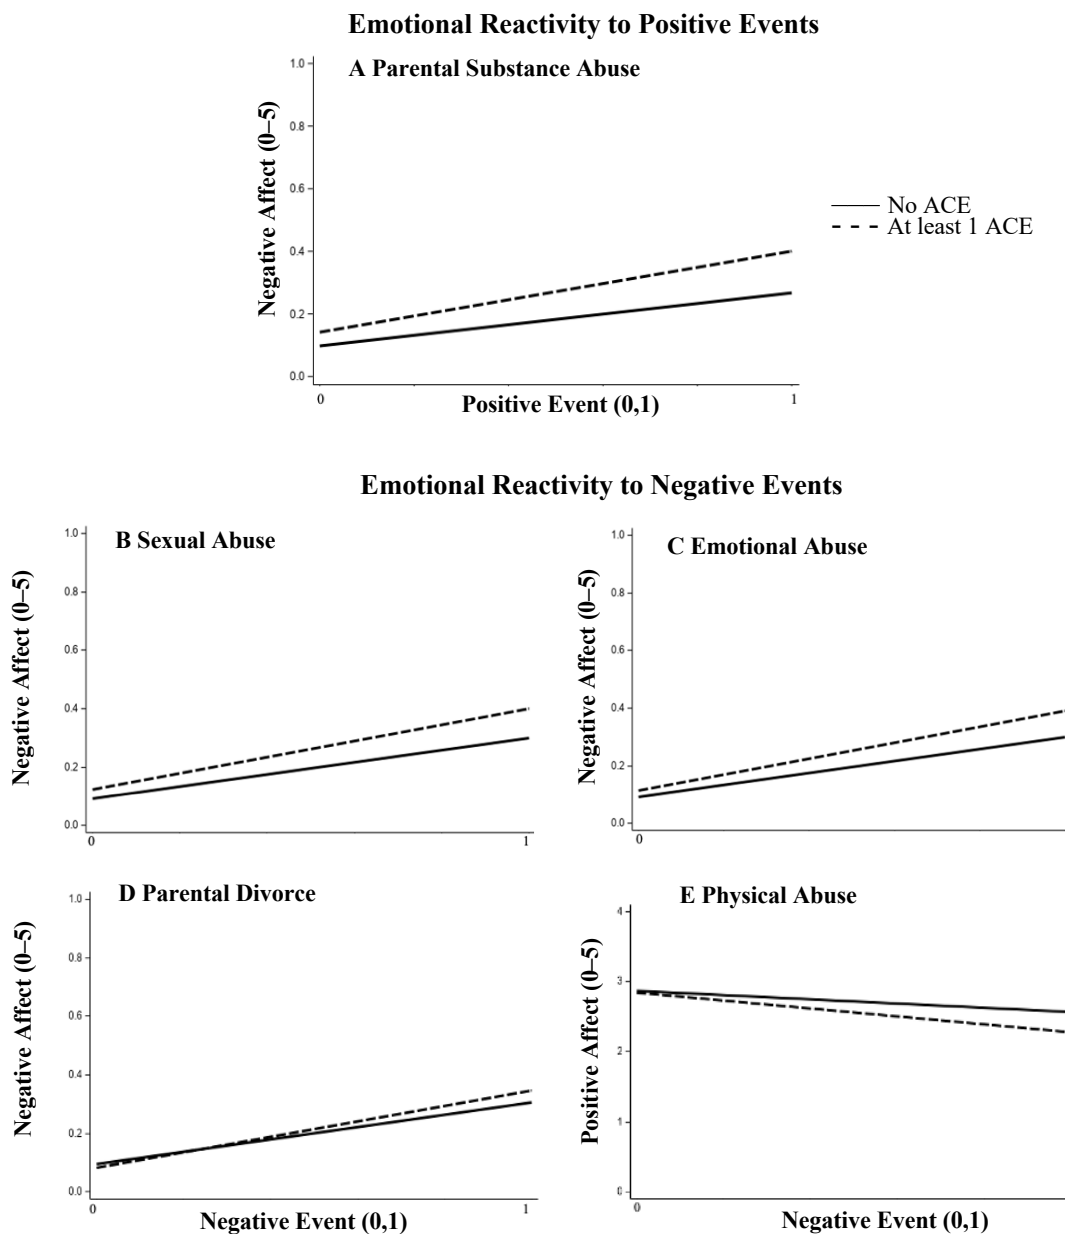 Emotional Reactivity to Positive Events
A Parental Substance Abuse
Negative Affect (0–5)
1.0
0.8
0.6
0.4
0.2
0.0
0
1
Positive Event (0,1)
No ACE
At least 1 ACE
Emotional Reactivity to Negative Events
B Sexual Abuse
Negative Affect (0–5)
1.0
0.8
0.6
0.4
0.2
0.0
0
1
C Emotional Abuse
Negative Affect (0–5)
1.0
0.8
0.6
0.4
0.2
0.0
0
D Parental Divorce
Negative Affect (0–5)
1.0
0.8
0.6
0.4
0.2
0.0
0
1
Negative Event (0,1)
E Physical Abuse
Positive Affect (0–5)
4
3
2
1
0
0
Negative Event (0,1)